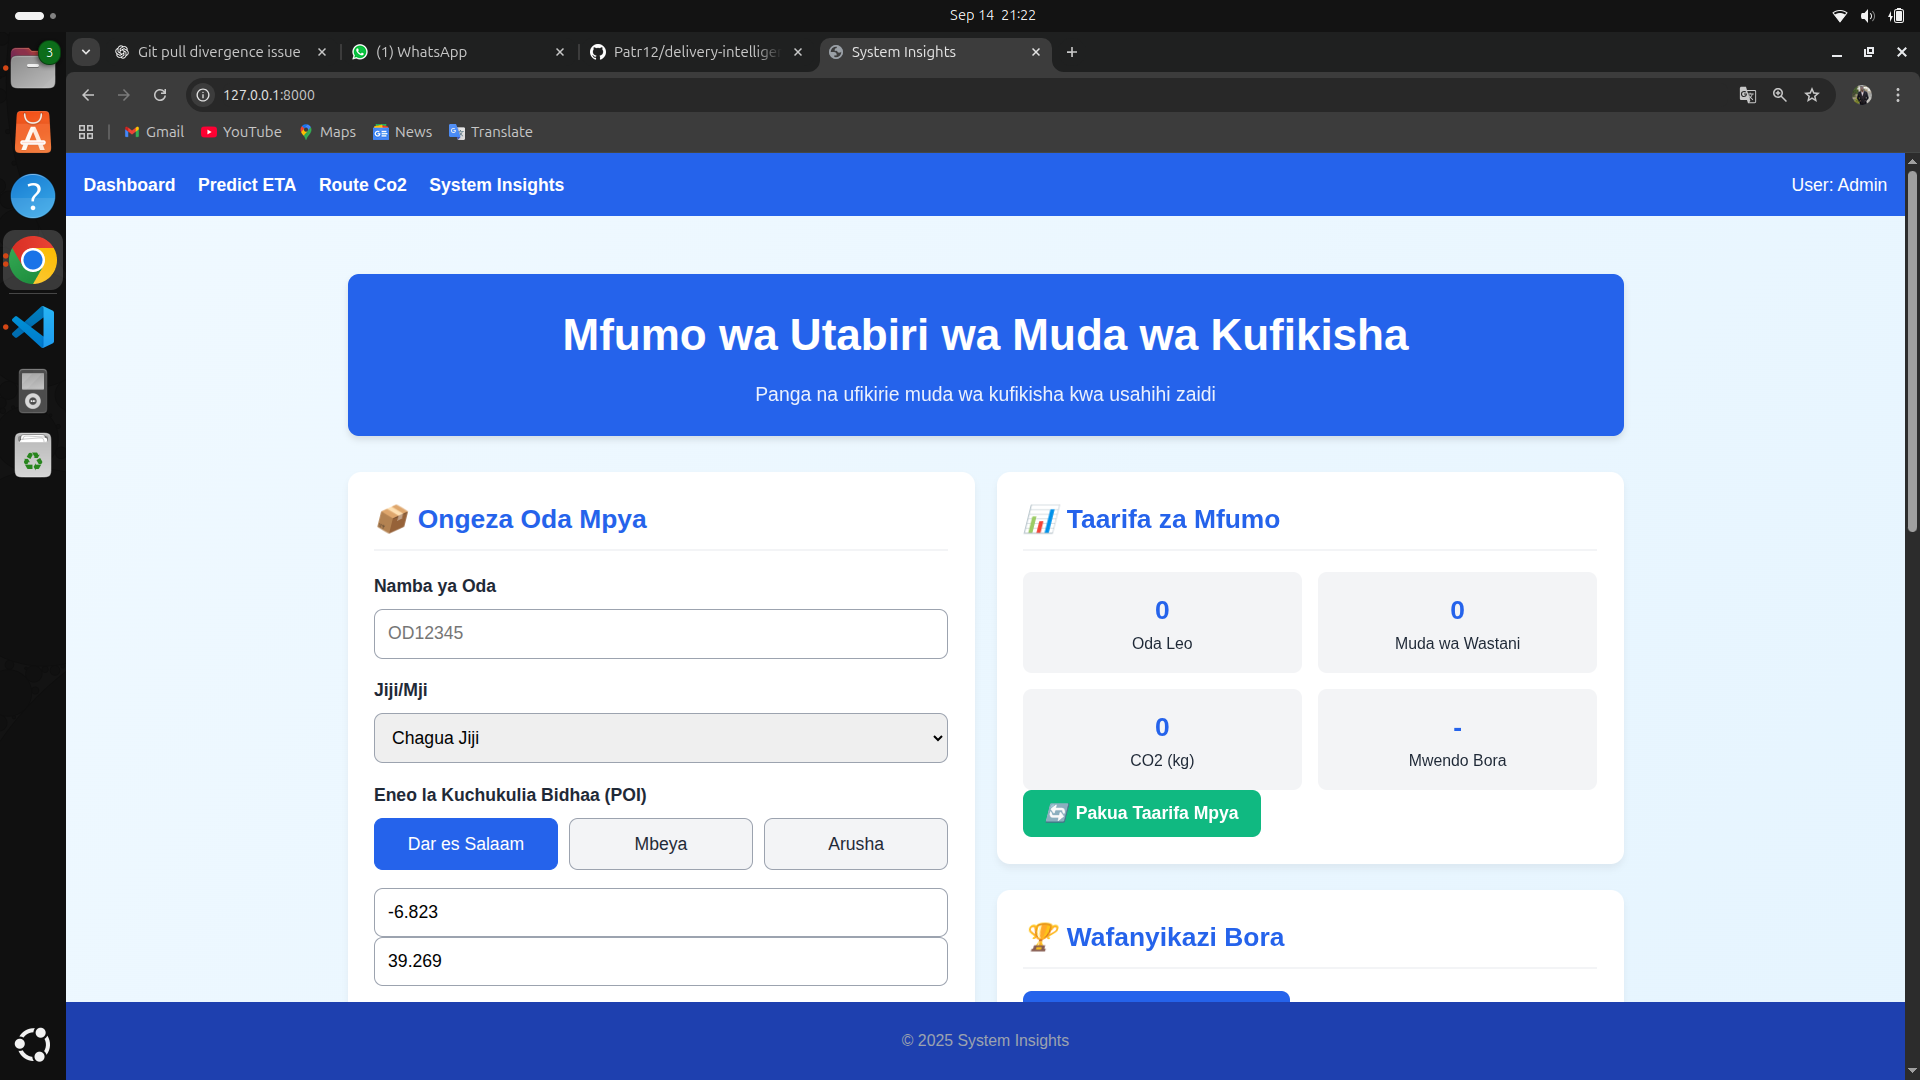 Sep 14 21:22
3
Git pull divergence issue
(1) WhatsApp
Patr12/delivery-intellige
System Insights
127.0.0.1:8000
Gmail
YouTube
Maps
News
Translate
Dashboard
Predict ETA
Route Co2
System Insights
User: Admin
Mfumo wa Utabiri wa Muda wa Kufikisha
Panga na ufikirie muda wa kufikisha kwa usahihi zaidi
Ongeza Oda Mpya
Namba ya Oda
OD12345
Jiji/Mji
Chagua Jiji
Eneo la Kuchukulia Bidhaa (POI)
Dar es Salaam
Mbeya
Arusha
-6.823
39.269
Taarifa za Mfumo
0
Oda Leo
0
Muda wa Wastani
0
CO2 (kg)
-
Mwendo Bora
Pakua Taarifa Mpya
Wafanyikazi Bora
© 2025 System Insights